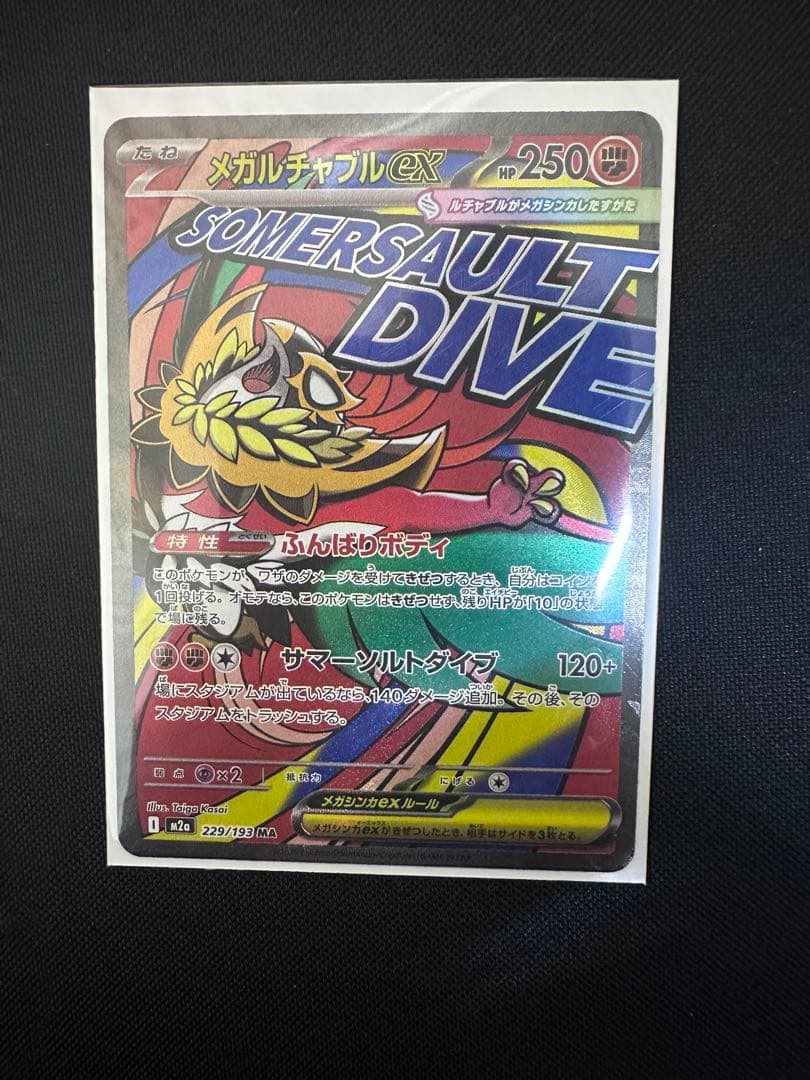 たね メガルチャブルex HP 250
ルチャブルがメガシンカしたすがた
SOMERSAULT
DIVE
特性 とくせい ふんばりボディ
このポケモンが、ワザのダメージを受けてきぜつするとき、自分はコインを
1回投げる。オモテなら、このポケモンはきぜつせず、残りHPが「10」の状態
で場に残る。
サマーソルトダイブ 120+
場にスタジアムが出ているなら、140ダメージ追加。その後、その
スタジアムをトラッシュする。
弱点 ×2 抵抗力 にげる
Illus. Taiga Kasai
メガシンカexルール
I m2a 229/193 MA
メガシンカexがきぜつしたとき、相手はサイドを3枚とる。